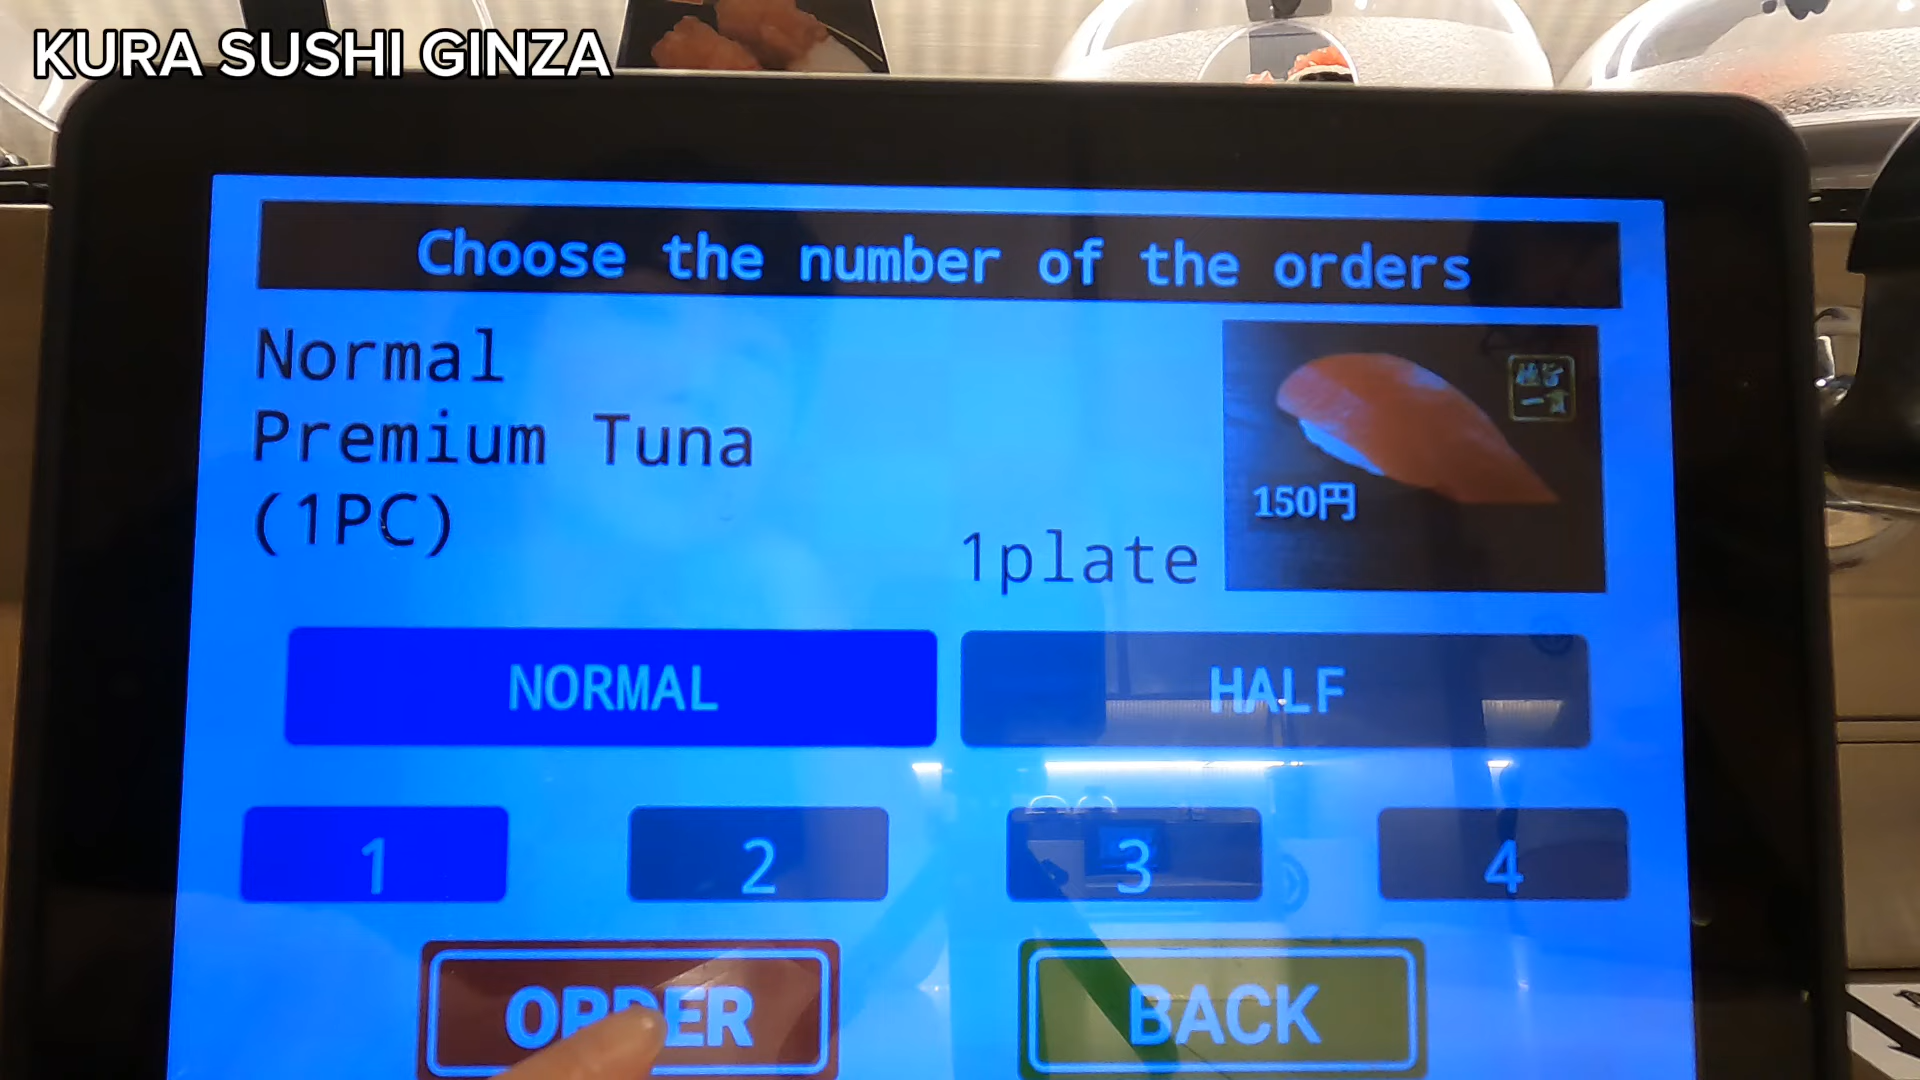 KURA SUSHI GINZA
Choose the number of the orders
Normal
Premium Tuna
(1PC)
1plate
150円
NORMAL
HALF
1
2
3
4
ORDER
BACK